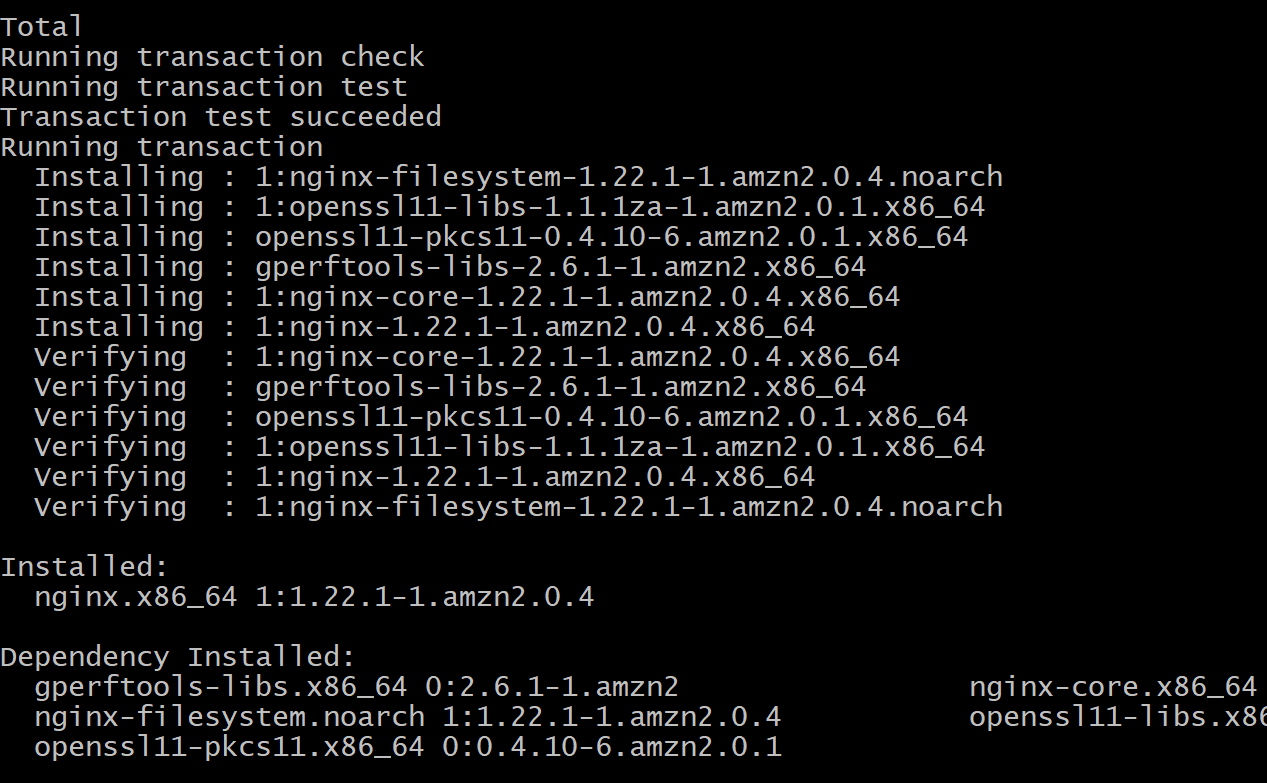 Total
Running transaction check
Running transaction test
Transaction test succeeded
Running transaction
  Installing : 1:nginx-filesystem-1.22.1-1.amzn2.0.4.noarch
  Installing : 1:openssl11-libs-1.1.1za-1.amzn2.0.1.x86_64
  Installing : openssl11-pkcs11-0.4.10-6.amzn2.0.1.x86_64
  Installing : gperftools-libs-2.6.1-1.amzn2.x86_64
  Installing : 1:nginx-core-1.22.1-1.amzn2.0.4.x86_64
  Installing : 1:nginx-1.22.1-1.amzn2.0.4.x86_64
  Verifying  : 1:nginx-core-1.22.1-1.amzn2.0.4.x86_64
  Verifying  : gperftools-libs-2.6.1-1.amzn2.x86_64
  Verifying  : openssl11-pkcs11-0.4.10-6.amzn2.0.1.x86_64
  Verifying  : 1:openssl11-libs-1.1.1za-1.amzn2.0.1.x86_64
  Verifying  : 1:nginx-1.22.1-1.amzn2.0.4.x86_64
  Verifying  : 1:nginx-filesystem-1.22.1-1.amzn2.0.4.noarch
Installed:
  nginx.x86_64 1:1.22.1-1.amzn2.0.4
Dependency Installed:
  gperftools-libs.x86_64 0:2.6.1-1.amzn2                 nginx-core.x86_64
  nginx-filesystem.noarch 1:1.22.1-1.amzn2.0.4           openssl11-libs.x86
  openssl11-pkcs11.x86_64 0:0.4.10-6.amzn2.0.1